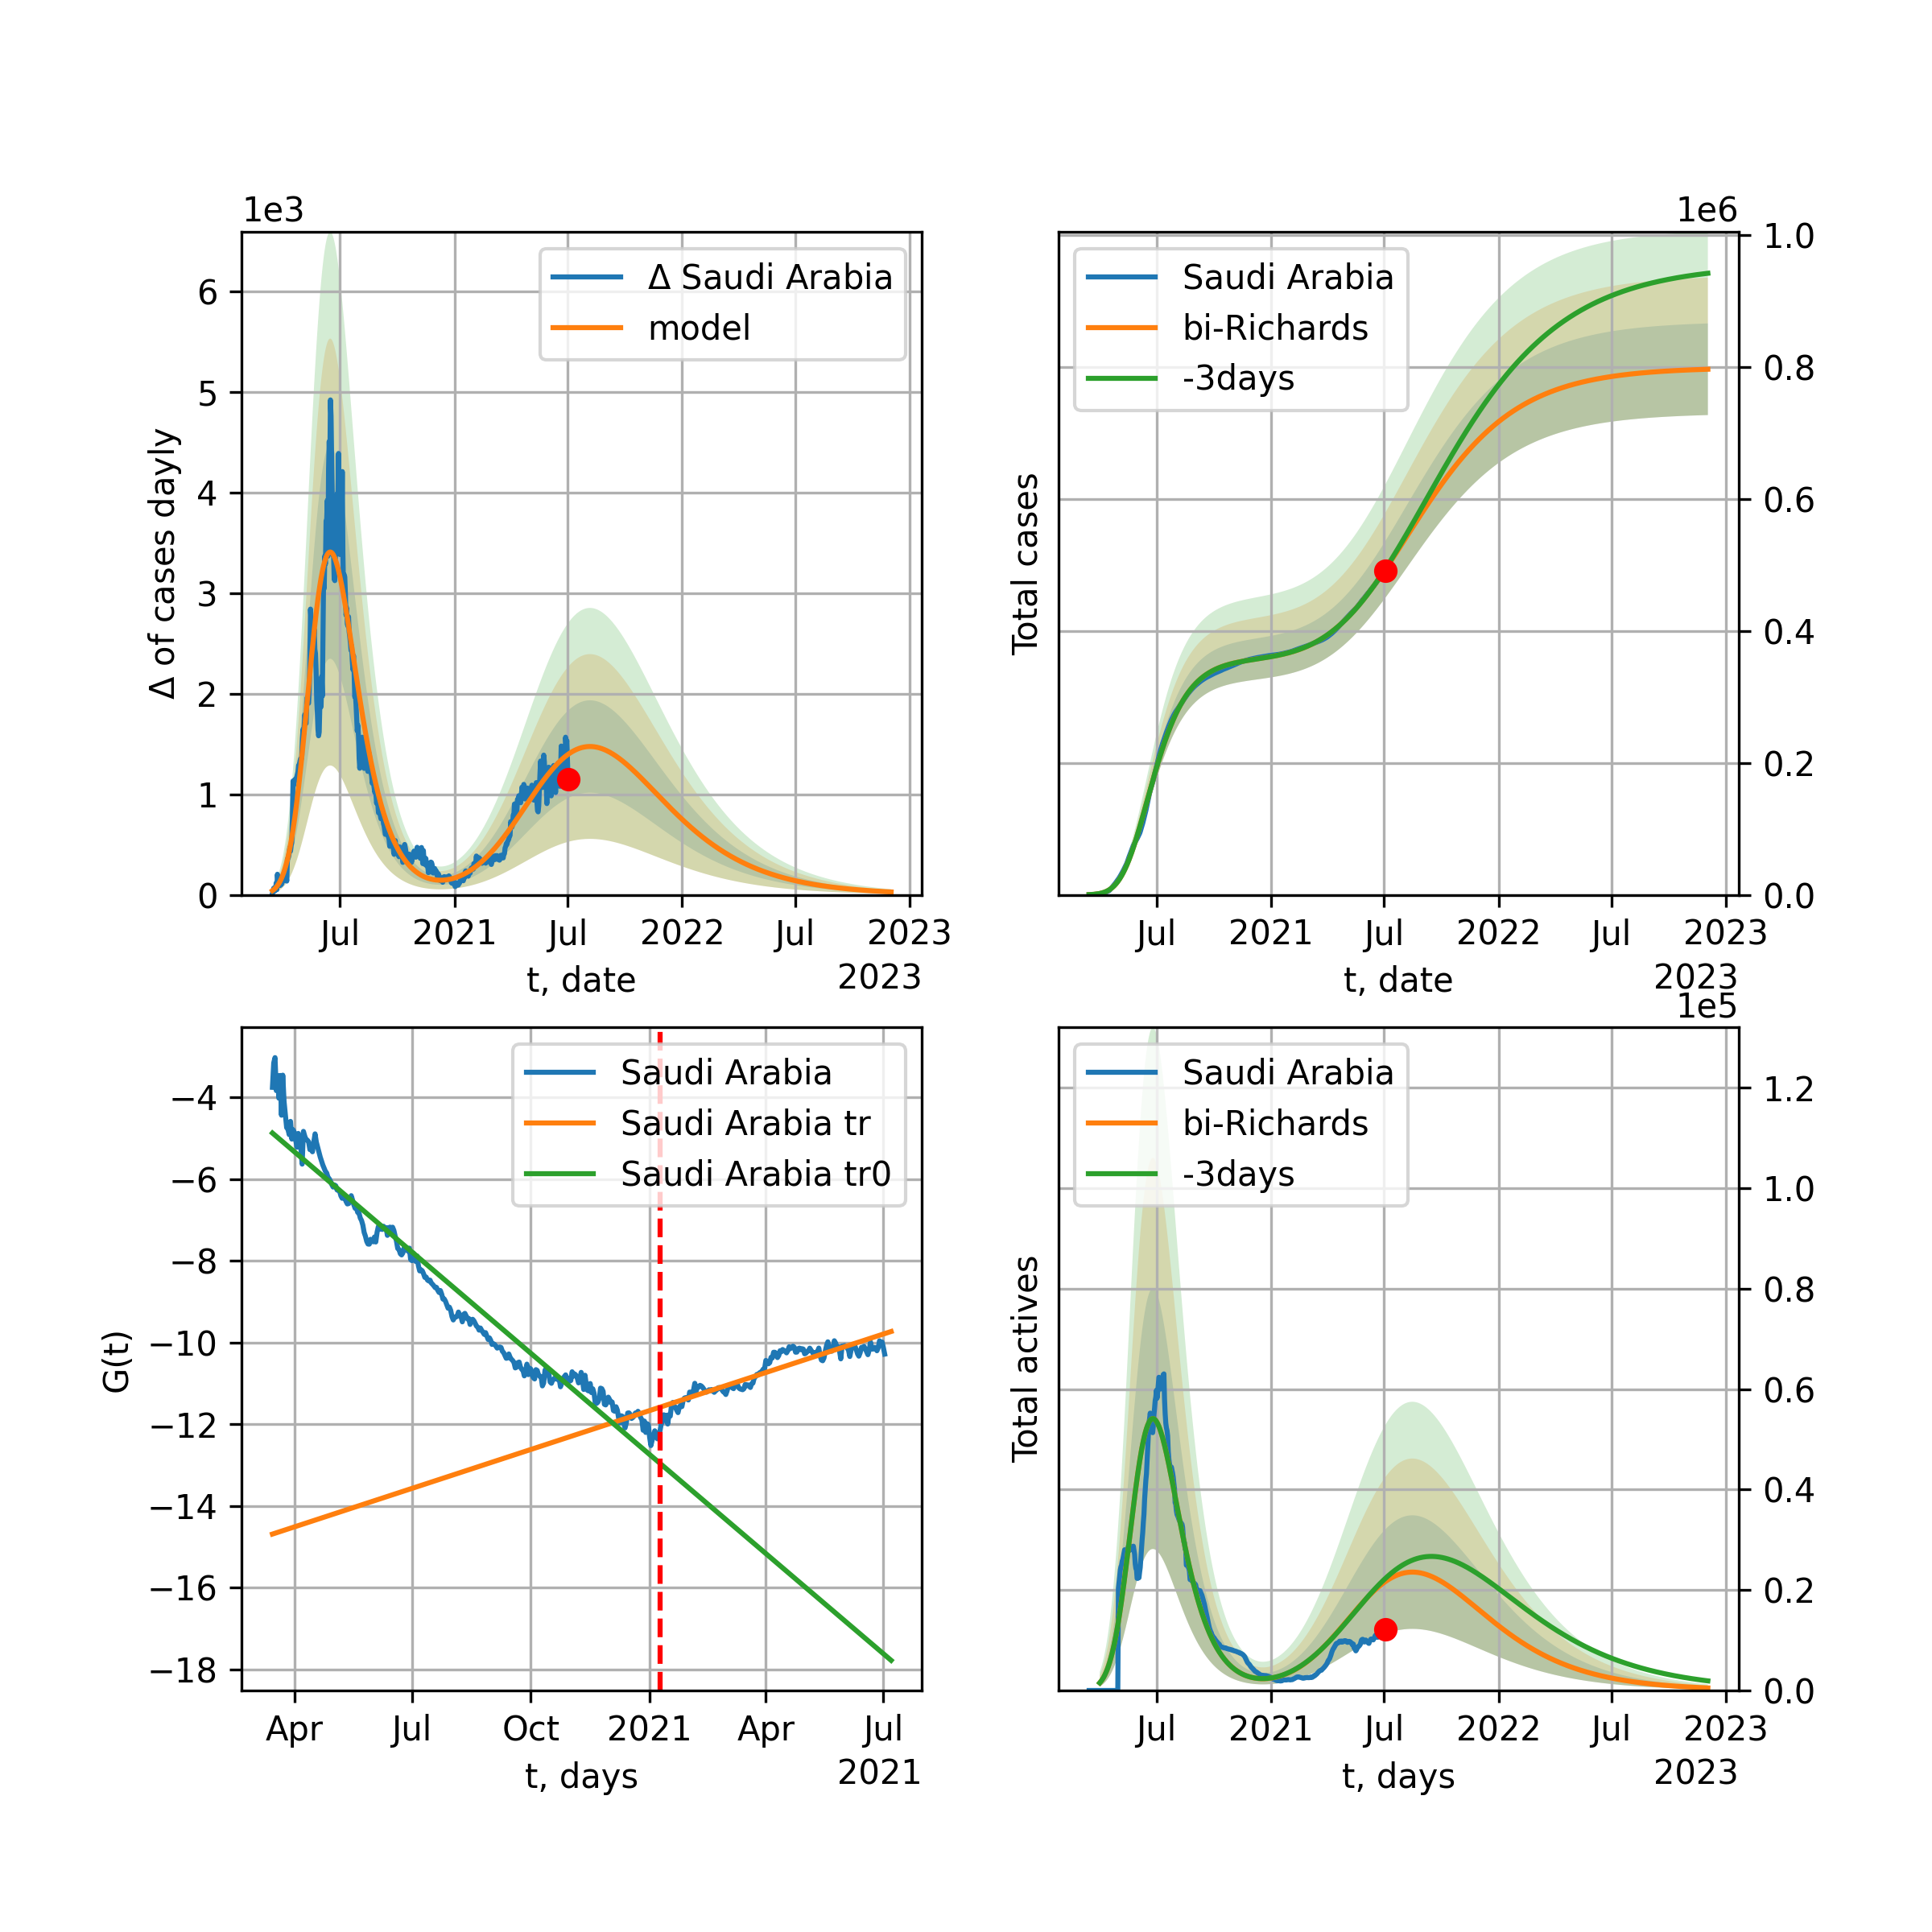 1e3
Δ of cases dayly
6
5
4
3
2
1
0
Δ Saudi Arabia
model
Jul 2021 Jul 2022 Jul 2023
t, date 2023
1e6
Total cases
Saudi Arabia
bi-Richards
-3days
1.0
0.8
0.6
0.4
0.2
0.0
Jul 2021 Jul 2022 Jul 2023
t, date 2023
G(t)
−4
−6
−8
−10
−12
−14
−16
−18
Saudi Arabia
Saudi Arabia tr
Saudi Arabia tr0
Apr Jul Oct 2021 Apr Jul
t, days 2021
1e5
Total actives
Saudi Arabia
bi-Richards
-3days
1.2
1.0
0.8
0.6
0.4
0.2
0.0
Jul 2021 Jul 2022 Jul 2023
t, days 2023